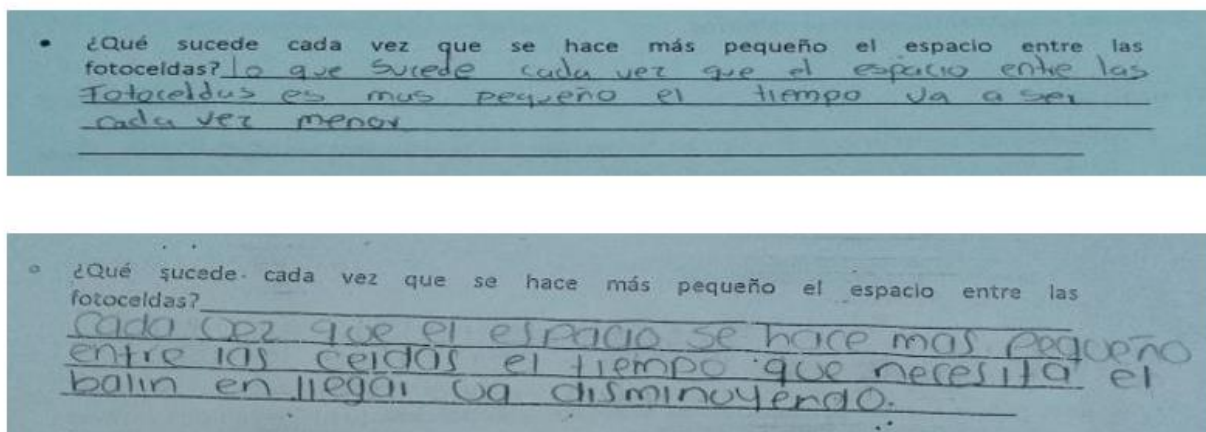 • ¿Qué sucede cada vez que se hace más pequeño el espacio entre las
fotoceldas? lo que sucede cada vez que el espacio entre las
Fotoceldas es mas pequeño el tiempo va a ser
cada vez menor
◦ ¿Qué sucede cada vez que se hace más pequeño el espacio entre las
fotoceldas?
Cada vez que el espacio se hace mas pequeño
entre las celdas el tiempo que necesita el
balin en llegar va disminuyendo.